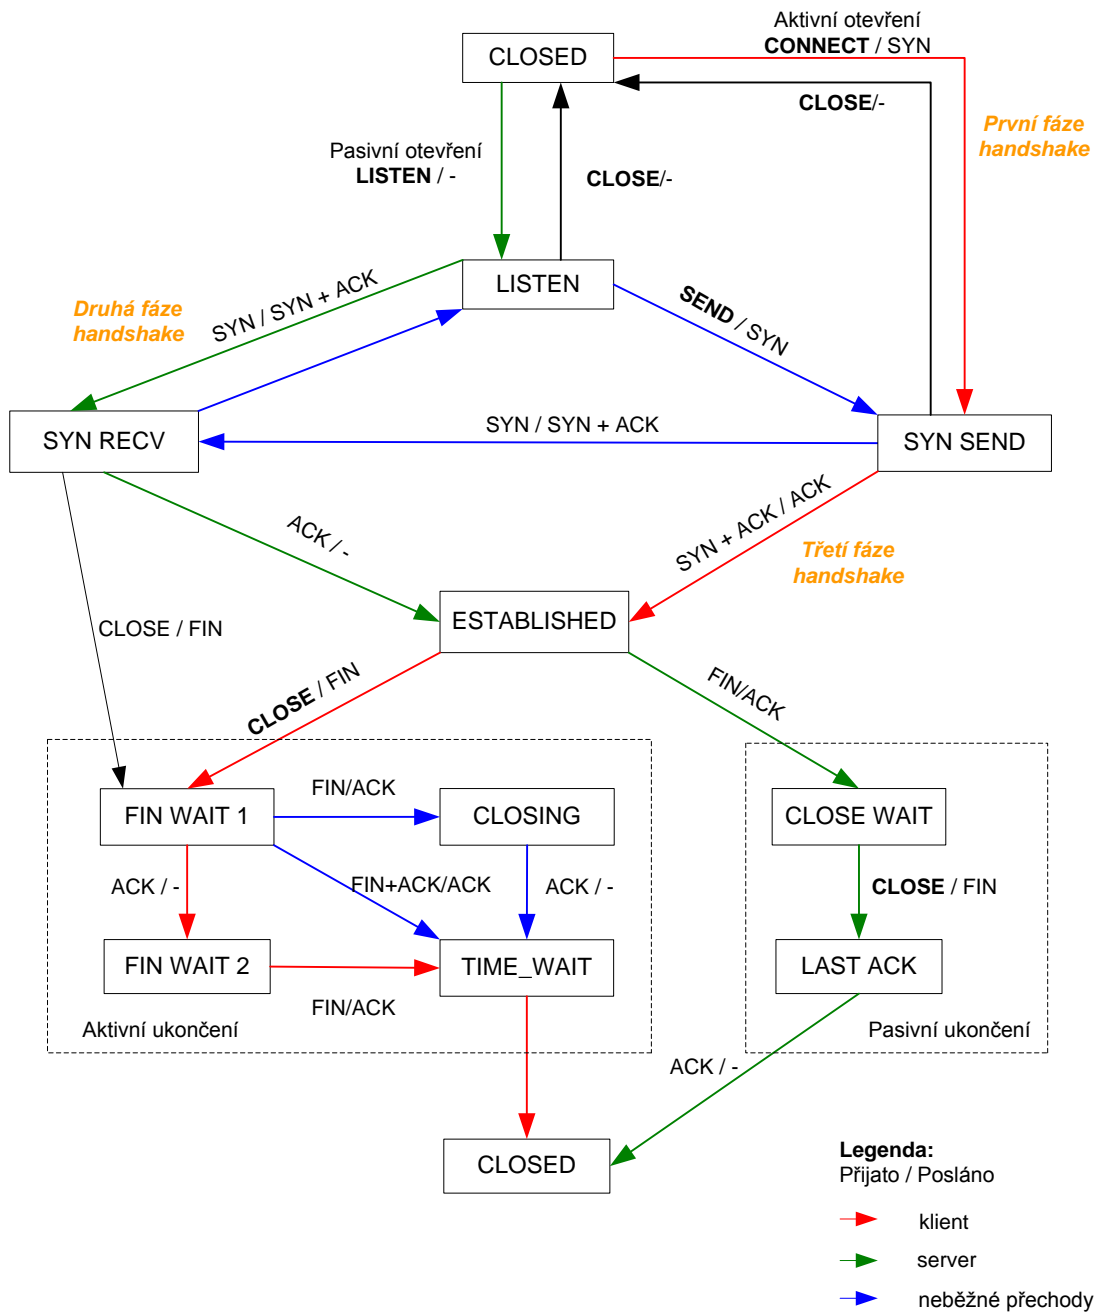 Aktivní otevření
CONNECT / SYN
CLOSED
CLOSE/-
První fáze
handshake
Pasivní otevření
LISTEN / -
CLOSE/-
LISTEN
Druhá fáze
handshake
SYN / SYN + ACK
SEND / SYN
SYN / SYN + ACK
SYN RECV
SYN SEND
ACK / -
SYN + ACK / ACK
Třetí fáze
handshake
ESTABLISHED
CLOSE / FIN
CLOSE / FIN
FIN/ACK
FIN/ACK
FIN WAIT 1
CLOSING
CLOSE WAIT
ACK / -
FIN+ACK/ACK
ACK / -
CLOSE / FIN
FIN WAIT 2
TIME_WAIT
LAST ACK
FIN/ACK
Aktivní ukončení
Pasivní ukončení
ACK / -
CLOSED
Legenda:
Přijato / Posláno
klient
server
neběžné přechody